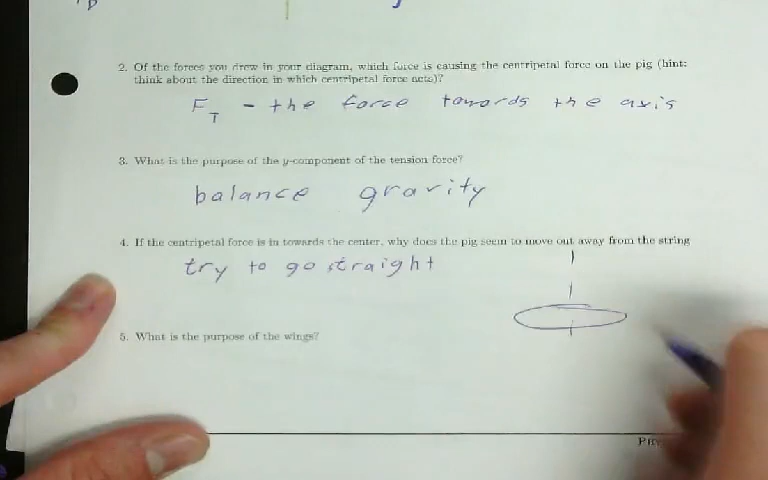 2. Of the forces you drew in your diagram, which force is causing the centripetal force on the pig (hint:
think about the direction in which centripetal force acts)?
F_T - the force towards the axis
3. What is the purpose of the y-component of the tension force?
balance gravity
4. If the centripetal force is in towards the center, why does the pig seem to move out away from the string
try to go straight
5. What is the purpose of the wings?